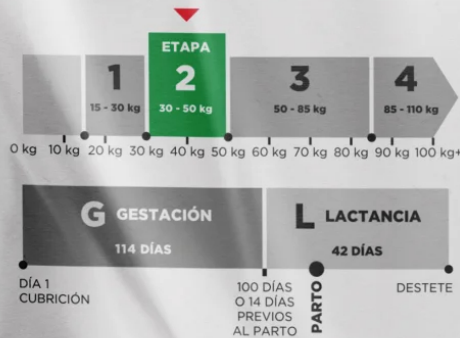 ETAPA
1
15 - 30 kg
2
30 - 50 kg
3
50 - 85 kg
4
85 - 110 kg
0 kg 10 kg 20 kg 30 kg 40 kg 50 kg 60 kg 70 kg 80 kg 90 kg 100 kg+
G GESTACIÓN
114 DÍAS
L LACTANCIA
42 DÍAS
DÍA 1
CUBRICIÓN
100 DÍAS
O 14 DÍAS
PREVIOS
AL PARTO
PARTO
DESTETE